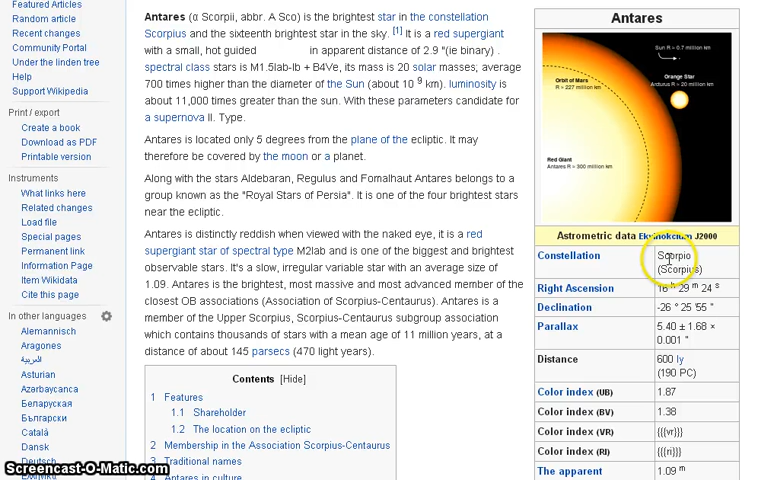 Featured Articles
Random article
Recent changes
Community Portal
Under the linden tree
Help
Support Wikipedia
Print / export
Create a book
Download as PDF
Printable version
Instruments
What links here
Related changes
Load file
Special pages
Permanent link
Information Page
Item Wikidata
Cite this page
In other languages
Alemannisch
Aragones
العربية
Asturian
Azərbaycanca
Беларуская
Български
Català
Dansk
Deutsch
Ελληνικά
Screencast-O-Matic.com
Antares (α Scorpii, abbr. A Sco) is the brightest star in the constellation
Scorpius and the sixteenth brightest star in the sky. [1] It is a red supergiant
with a small, hot guided in apparent distance of 2.9 "(ie binary) .
spectral class stars is M1.5Iab-Ib + B4Ve, its mass is 20 solar masses; average
700 times higher than the diameter of the Sun (about 10 9 km). luminosity is
about 11,000 times greater than the sun. With these parameters candidate for
a supernova II. Type.
Antares is located only 5 degrees from the plane of the ecliptic. It may
therefore be covered by the moon or a planet.
Along with the stars Aldebaran, Regulus and Fomalhaut Antares belongs to a
group known as the "Royal Stars of Persia". It is one of the four brightest stars
near the ecliptic.
Antares is distinctly reddish when viewed with the naked eye, it is a red
supergiant star of spectral type M2Iab and is one of the biggest and brightest
observable stars. It's a slow, irregular variable star with an average size of
1.09. Antares is the brightest, most massive and most advanced member of the
closest OB associations (Association of Scorpius-Centaurus). Antares is a
member of the Upper Scorpius, Scorpius-Centaurus subgroup association
which contains thousands of stars with a mean age of 11 million years, at a
distance of about 145 parsecs (470 light years).
Contents [Hide]
1 Features
1.1 Shareholder
1.2 The location on the ecliptic
2 Membership in the Association Scorpius-Centaurus
3 Traditional names
4 Antares in culture
Antares
Sun R = 0.7 million km
Orbit of Mars
R = 227 million km
Orange Star
Arcturus R = 20 million km
Red Giant
Antares R = 300 million km
Astrometric data Ekvinokcium J2000
Constellation Scorpio
(Scorpius)
Right Ascension 16 h 29 m 24 s
Declination -26 ° 25 '55 "
Parallax 5.40 ± 1.68 ×
0.001 "
Distance 600 ly
(190 PC)
Color index (UB) 1.87
Color index (BV) 1.38
Color index (VR) {{{vr}}}
Color index (RI) {{{ri}}}
The apparent 1.09 m